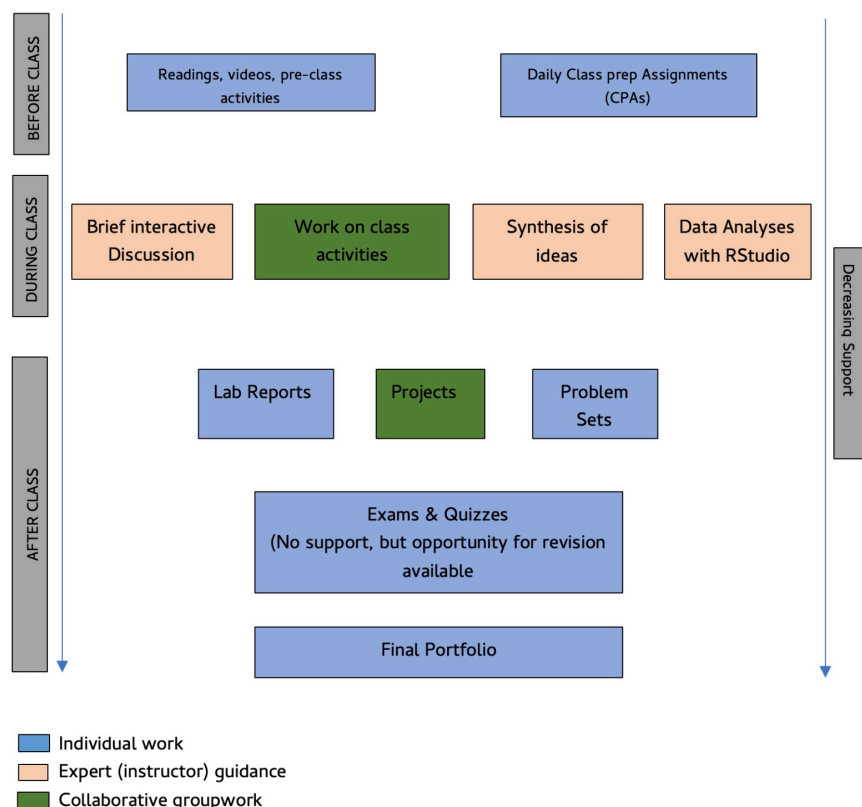 BEFORE CLASS
Readings, videos, pre-class
activities
Daily Class prep Assignments
(CPAs)
DURING CLASS
Brief interactive
Discussion
Work on class
activities
Synthesis of
ideas
Data Analyses
with RStudio
Decreasing Support
AFTER CLASS
Lab Reports
Projects
Problem
Sets
Exams & Quizzes
(No support, but opportunity for revision
available
Final Portfolio
Individual work
Expert (instructor) guidance
Collaborative groupwork